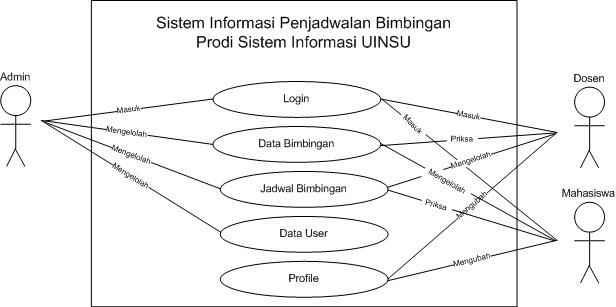 Sistem Informasi Penjadwalan Bimbingan
Prodi Sistem Informasi UINSU
Admin
Dosen
Mahasiswa
Login
Data Bimbingan
Jadwal Bimbingan
Data User
Profile
Masuk
Mengelolah
Mengelolah
Mengelolah
Masuk
Masuk
Priksa
Mengelolah
Mengelolah
Priksa
Mengubah
Mengubah